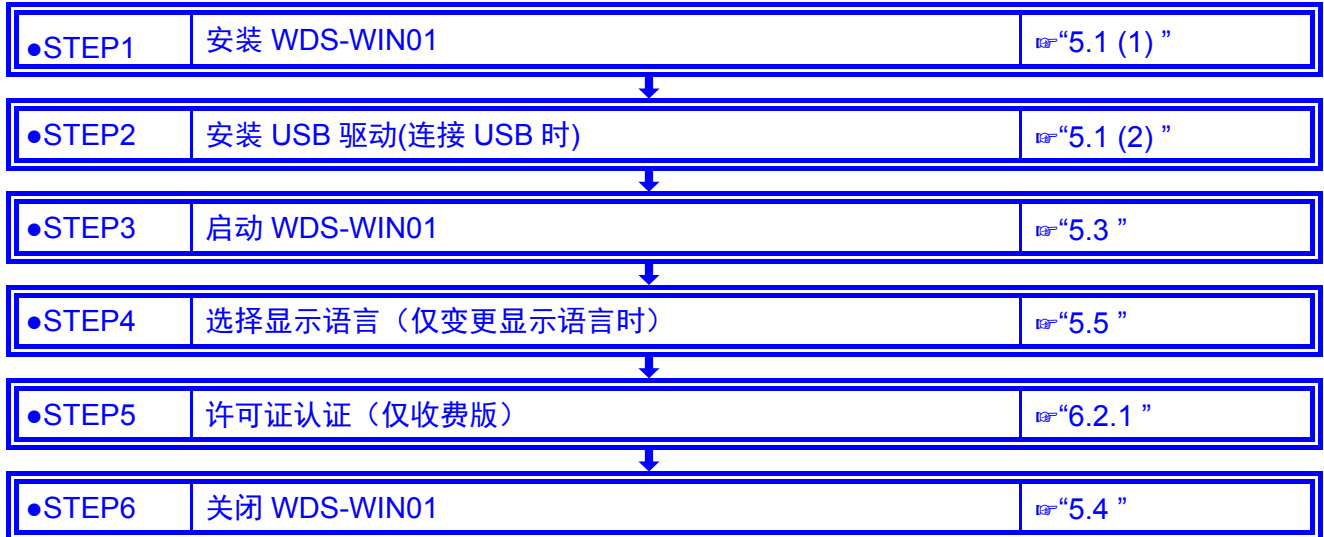 ●STEP1 安装 WDS-WIN01 ☞“5.1 (1) ”
●STEP2 安装 USB 驱动(连接 USB 时) ☞“5.1 (2) ”
●STEP3 启动 WDS-WIN01 ☞“5.3 ”
●STEP4 选择显示语言（仅变更显示语言时） ☞“5.5 ”
●STEP5 许可证认证（仅收费版） ☞“6.2.1 ”
●STEP6 关闭 WDS-WIN01 ☞“5.4 ”